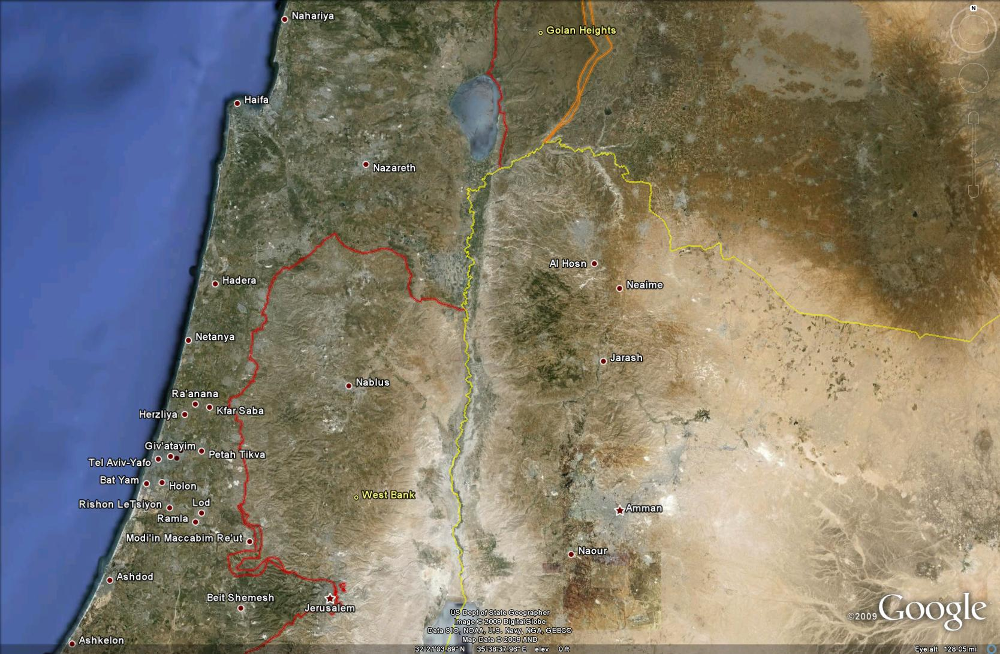 N
Nahariya
Golan Heights
Haifa
Nazareth
Al Hosn
Hadera
Neaime
Netanya
Jarash
Nablus
Ra'anana
Kfar Saba
Herzliya
Giv'atayim
Petah Tikva
Tel Aviv-Yafo
Bat Yam
Holon
West Bank
Rishon LeTsiyon
Lod
Amman
Ramla
Modi'in Maccabim Re'ut
Naour
Ashdod
Beit Shemesh
Jerusalem
US Dept of State Geographer
Image © 2009 DigitalGlobe
Data SIO, NOAA, U.S. Navy, NGA, GEBCO
Map Data © 2009 AND
©2009 Google
Ashkelon
32°21'03.89" N 35°38'37.96" E elev 0 ft
Eye alt 128.05 mi